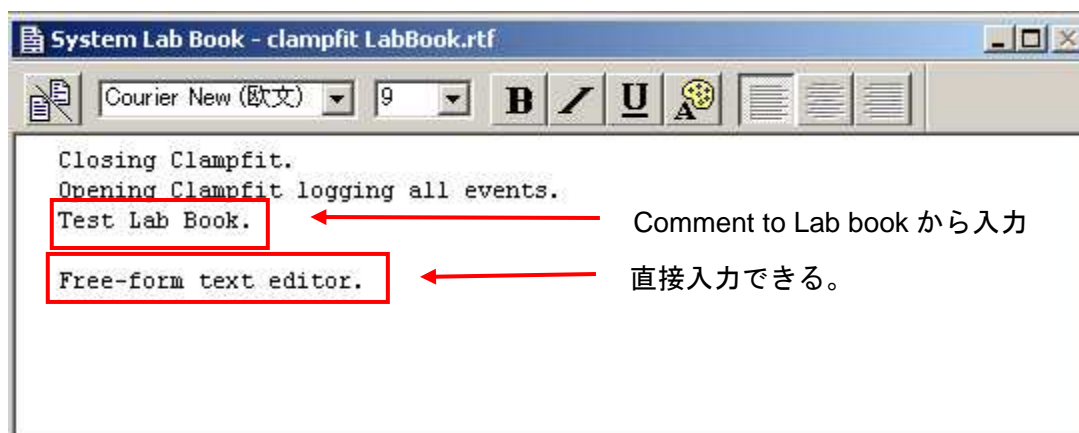 System Lab Book - clampfit LabBook.rtf
Courier New (欧文) 9 B I U A
Closing Clampfit.
Opening Clampfit logging all events.
Test Lab Book. Comment to Lab book から入力
Free-form text editor. 直接入力できる。